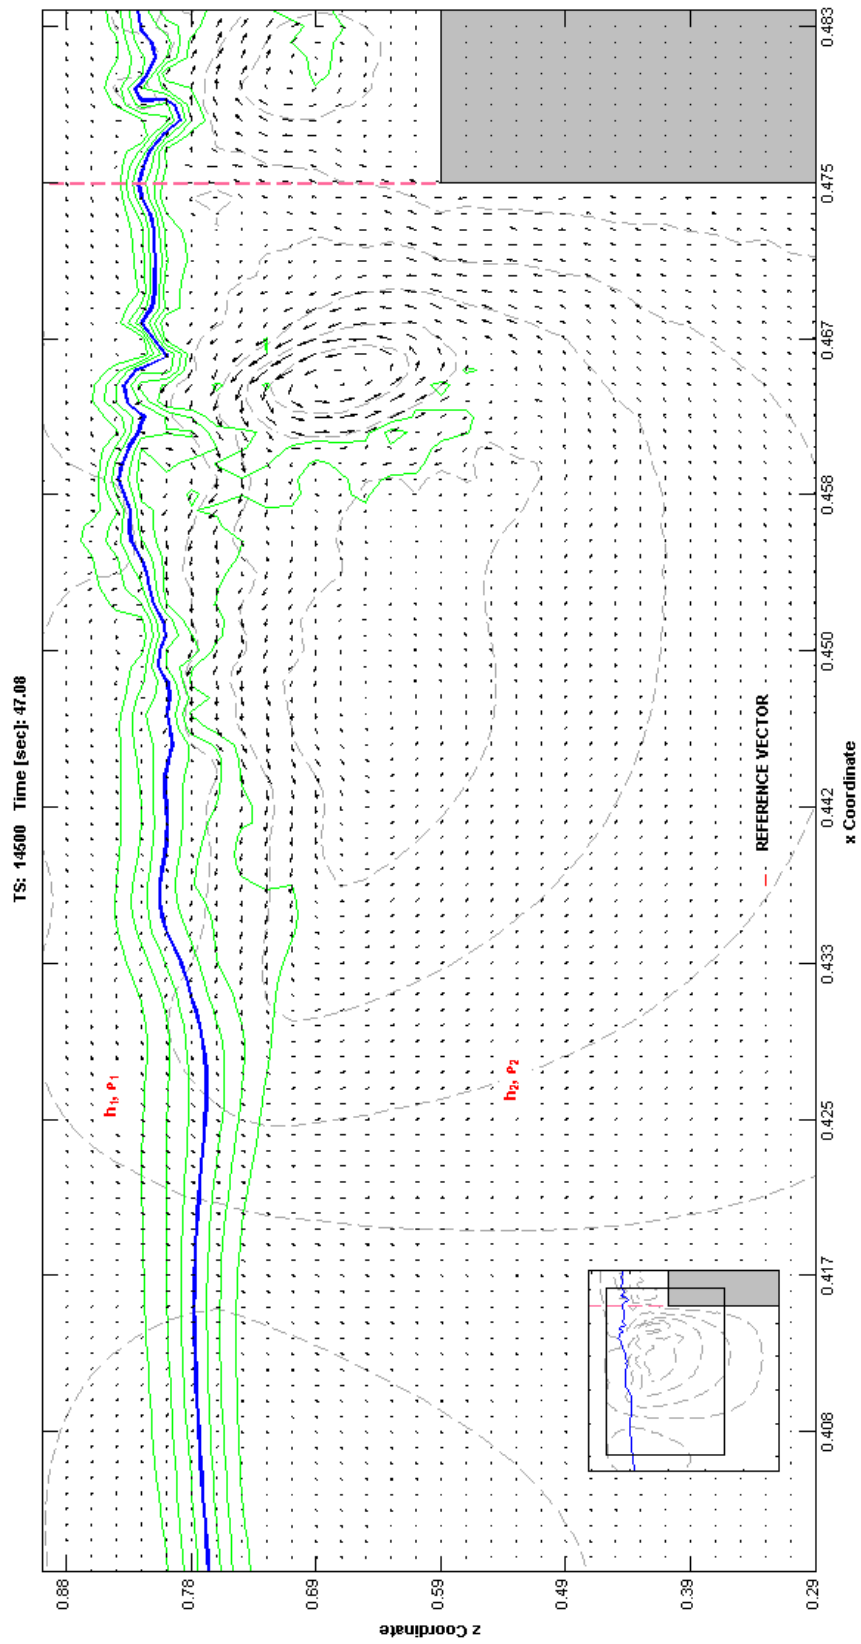 TS: 14500 Time [sec]: 47.08
z Coordinate
0.88
0.78
0.69
0.59
0.49
0.39
0.29
h1, ρ1
h2, ρ2
REFERENCE VECTOR
0.408
0.417
0.425
0.433
0.442
0.450
0.458
0.467
0.475
0.483
x Coordinate